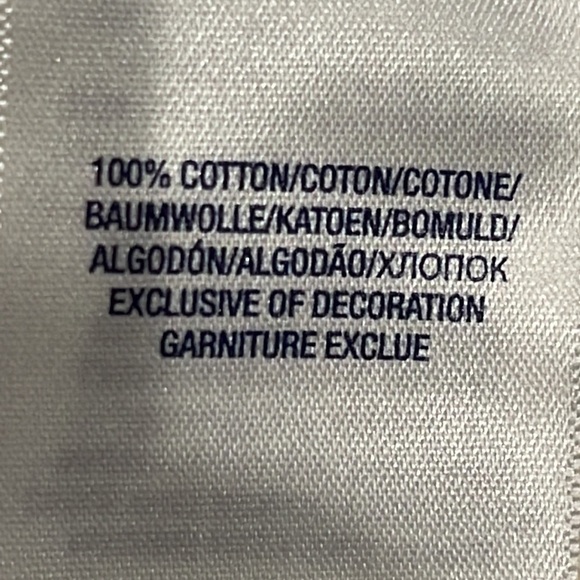 100% COTTON/COTON/COTONE/
BAUMWOLLE/KATOEN/BOMULD/
ALGODÓN/ALGODÃO/ХЛОПОК
EXCLUSIVE OF DECORATION
GARNITURE EXCLUE